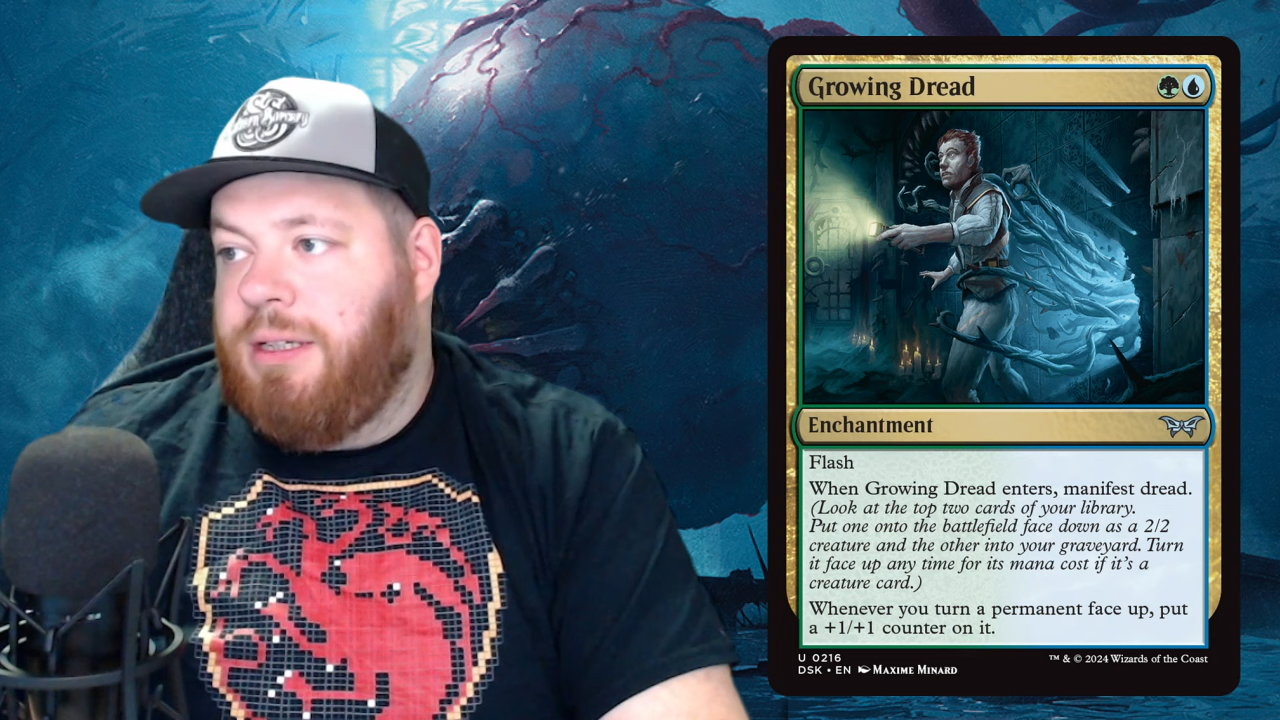 Growing Dread
Enchantment
Flash
When Growing Dread enters, manifest dread.
(Look at the top two cards of your library.
Put one onto the battlefield face down as a 2/2
creature and the other into your graveyard. Turn
it face up any time for its mana cost if it's a
creature card.)
Whenever you turn a permanent face up, put
a +1/+1 counter on it.
U 0216
DSK • EN Maxime Minard
™ & © 2024 Wizards of the Coast